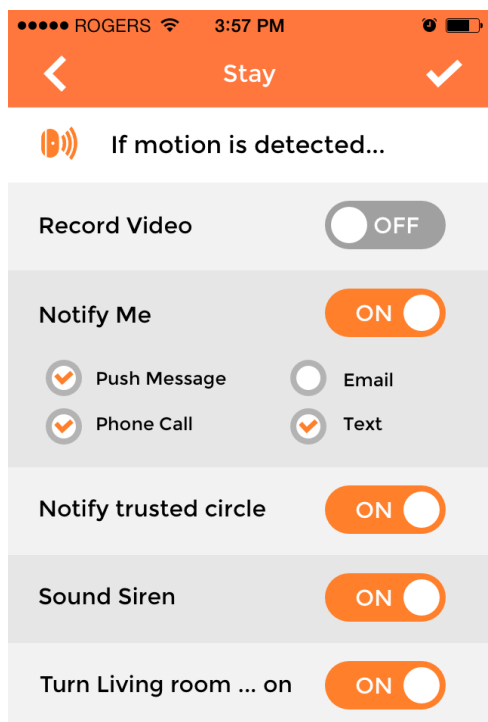 ROGERS 3:57 PM
Stay
If motion is detected...
Record Video OFF
Notify Me ON
Push Message Email
Phone Call Text
Notify trusted circle ON
Sound Siren ON
Turn Living room ... on ON